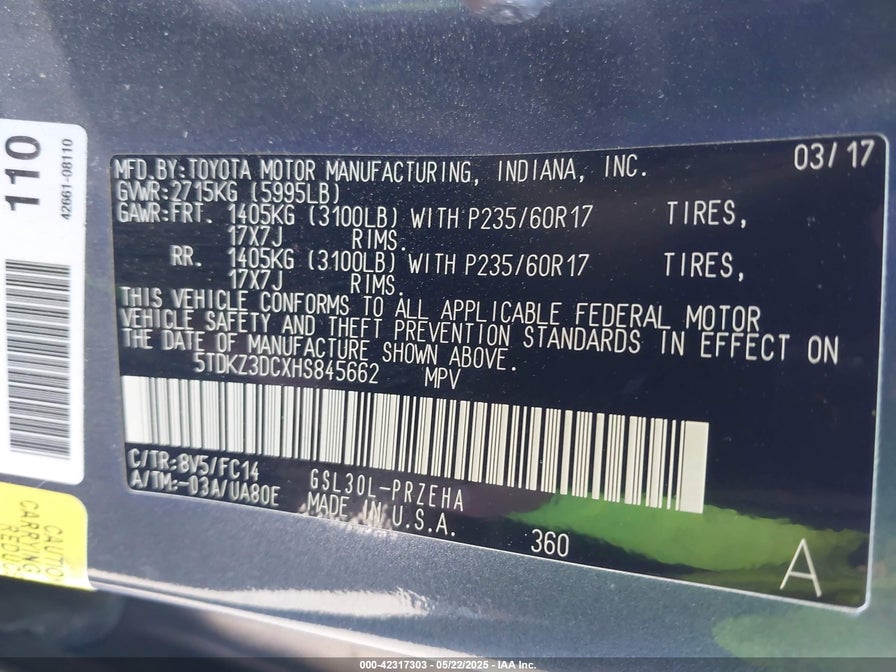 110
42661-08110
MFD.BY:TOYOTA MOTOR MANUFACTURING, INDIANA, INC. 03/17
GVWR:2715KG (5995LB)
GAWR:FRT. 1405KG (3100LB) WITH P235/60R17 TIRES,
17X7J RIMS.
RR. 1405KG (3100LB) WITH P235/60R17 TIRES,
17X7J RIMS.
THIS VEHICLE CONFORMS TO ALL APPLICABLE FEDERAL MOTOR
VEHICLE SAFETY AND THEFT PREVENTION STANDARDS IN EFFECT ON
THE DATE OF MANUFACTURE SHOWN ABOVE.
5TDKZ3DCXHS845662 MPV
C/TR:8V5/FC14
A/TM:-03A/UA80E
GSL30L-PRZEHA
MADE IN U.S.A.
360
A
CAUTIO
CARRYING
REDUC
000-42317303 - 05/22/2025 - IAA Inc.